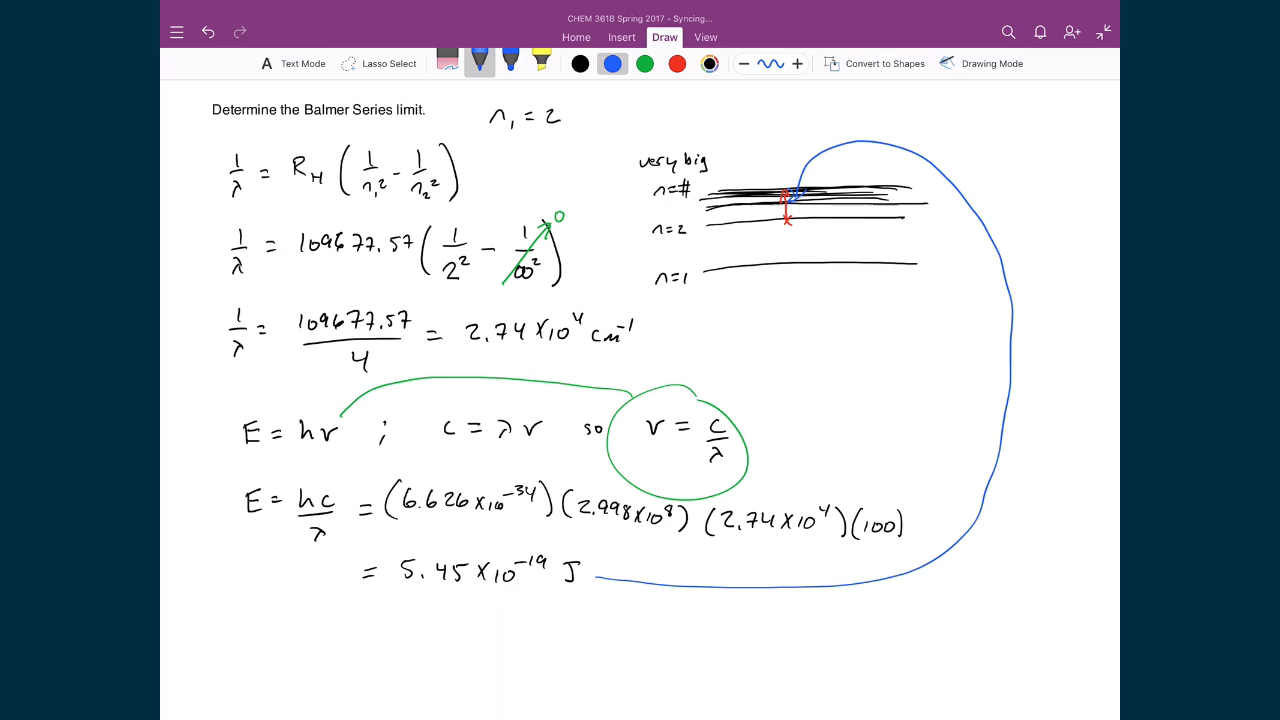 CHEM 361B Spring 2017 - Syncing...
Home Insert Draw View
Text Mode Lasso Select Convert to Shapes Drawing Mode
Determine the Balmer Series limit. n₁ = 2
1/λ = R_H (1/n₁² - 1/n₂²)
very big
n=#
n=2
n=1
1/λ = 109677.57 (1/2² - 1/∞²) 0
1/λ = 109677.57/4 = 2.74 x 10⁴ cm⁻¹
E = hν ; c = λν so ν = c/λ
E = hc/λ = (6.626 x 10⁻³⁴)(2.998 x 10⁸)(2.74 x 10⁴)(100)
= 5.45 x 10⁻¹⁹ J